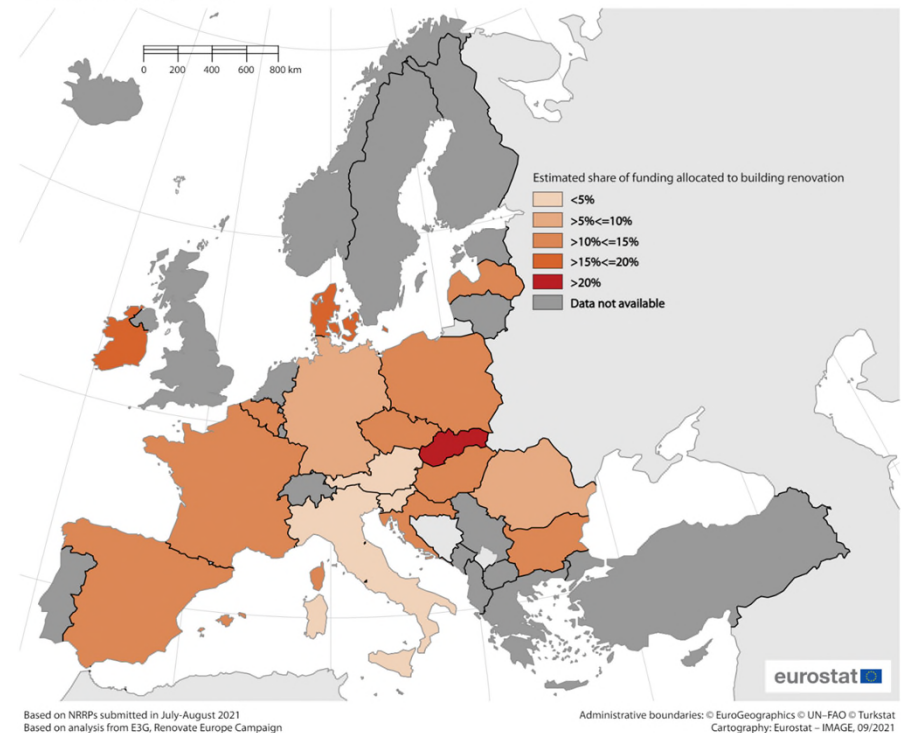 0 200 400 600 800 km
Estimated share of funding allocated to building renovation
<5%
>5%<=10%
>10%<=15%
>15%<=20%
>20%
Data not available
eurostat
Based on NRRPs submitted in July-August 2021
Based on analysis from E3G, Renovate Europe Campaign
Administrative boundaries: © EuroGeographics © UN–FAO © Turkstat
Cartography: Eurostat – IMAGE, 09/2021